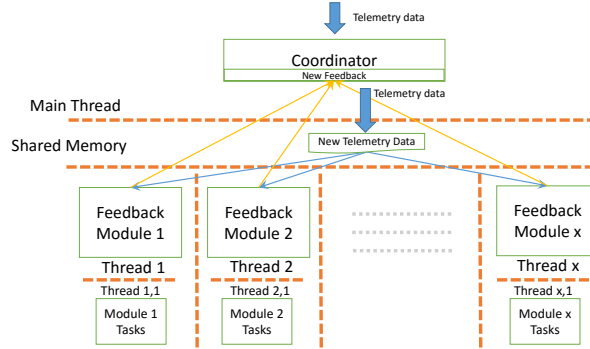 Telemetry data
Coordinator
New Feedback
Telemetry data
Main Thread
Shared Memory
New Telemetry Data
Feedback
Module 1
Feedback
Module 2
Feedback
Module x
Thread 1
Thread 2
Thread x
Thread 1,1
Thread 2,1
Thread x,1
Module 1
Tasks
Module 2
Tasks
Module x
Tasks